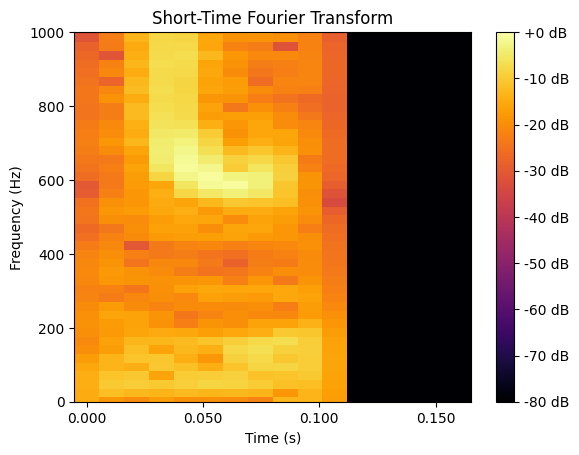 Short-Time Fourier Transform
1000
800
600
400
200
0
Frequency (Hz)
0.000
0.050
0.100
0.150
Time (s)
+0 dB
-10 dB
-20 dB
-30 dB
-40 dB
-50 dB
-60 dB
-70 dB
-80 dB